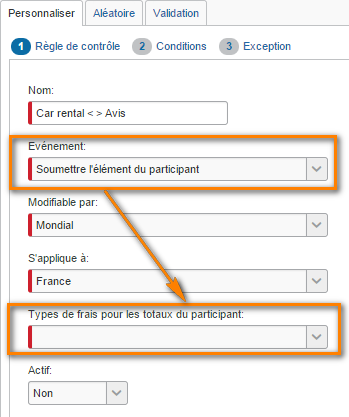 Personnaliser Aléatoire Validation
1 Règle de contrôle 2 Conditions 3 Exception
Nom:
Car rental < > Avis
Evénement:
Soumettre l'élément du participant
Modifiable par:
Mondial
S'applique à:
France
Types de frais pour les totaux du participant:
Actif:
Non